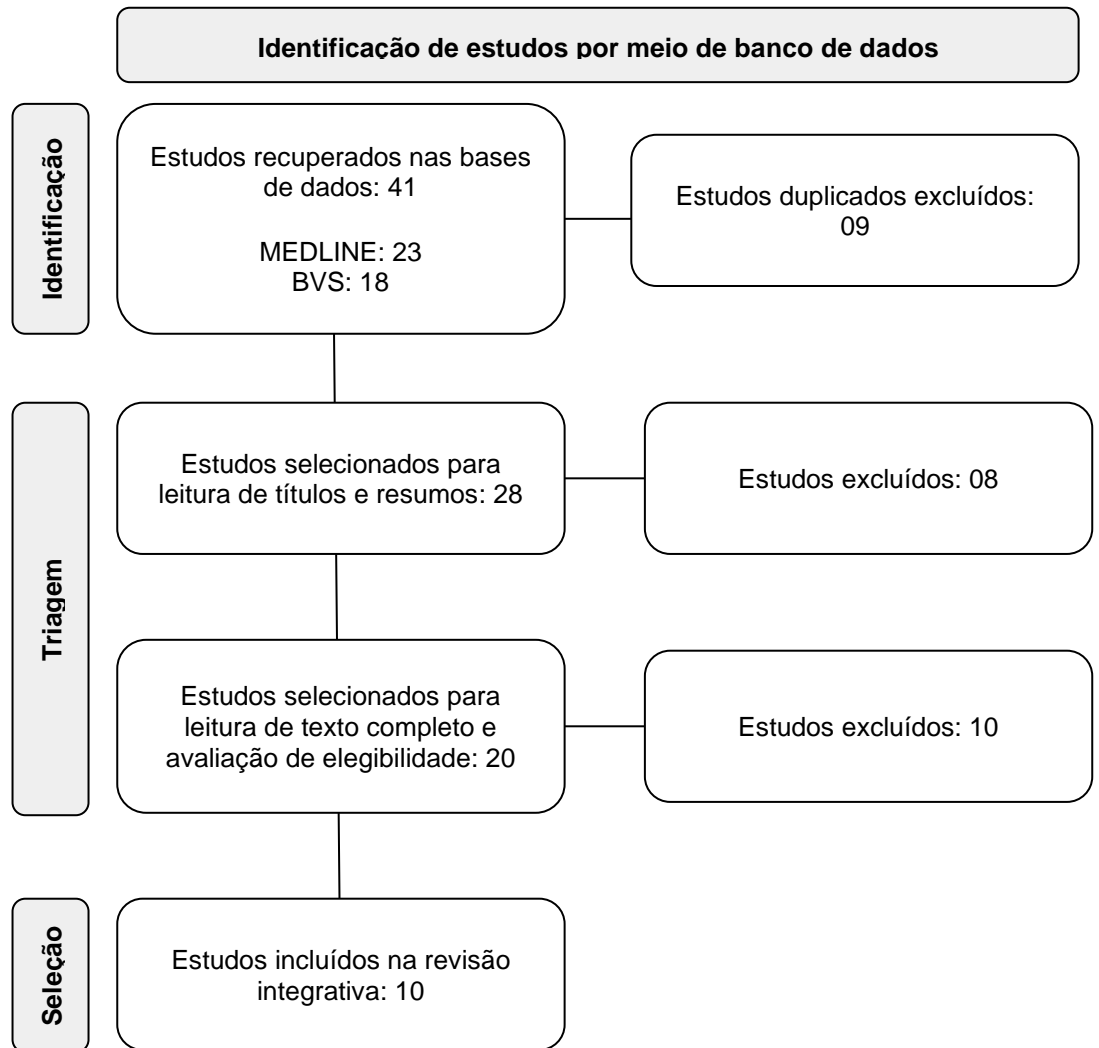 Identificação de estudos por meio de banco de dados
Identificação
Estudos recuperados nas bases
de dados: 41
MEDLINE: 23
BVS: 18
Estudos duplicados excluídos:
09
Triagem
Estudos selecionados para
leitura de títulos e resumos: 28
Estudos excluídos: 08
Estudos selecionados para
leitura de texto completo e
avaliação de elegibilidade: 20
Estudos excluídos: 10
Seleção
Estudos incluídos na revisão
integrativa: 10